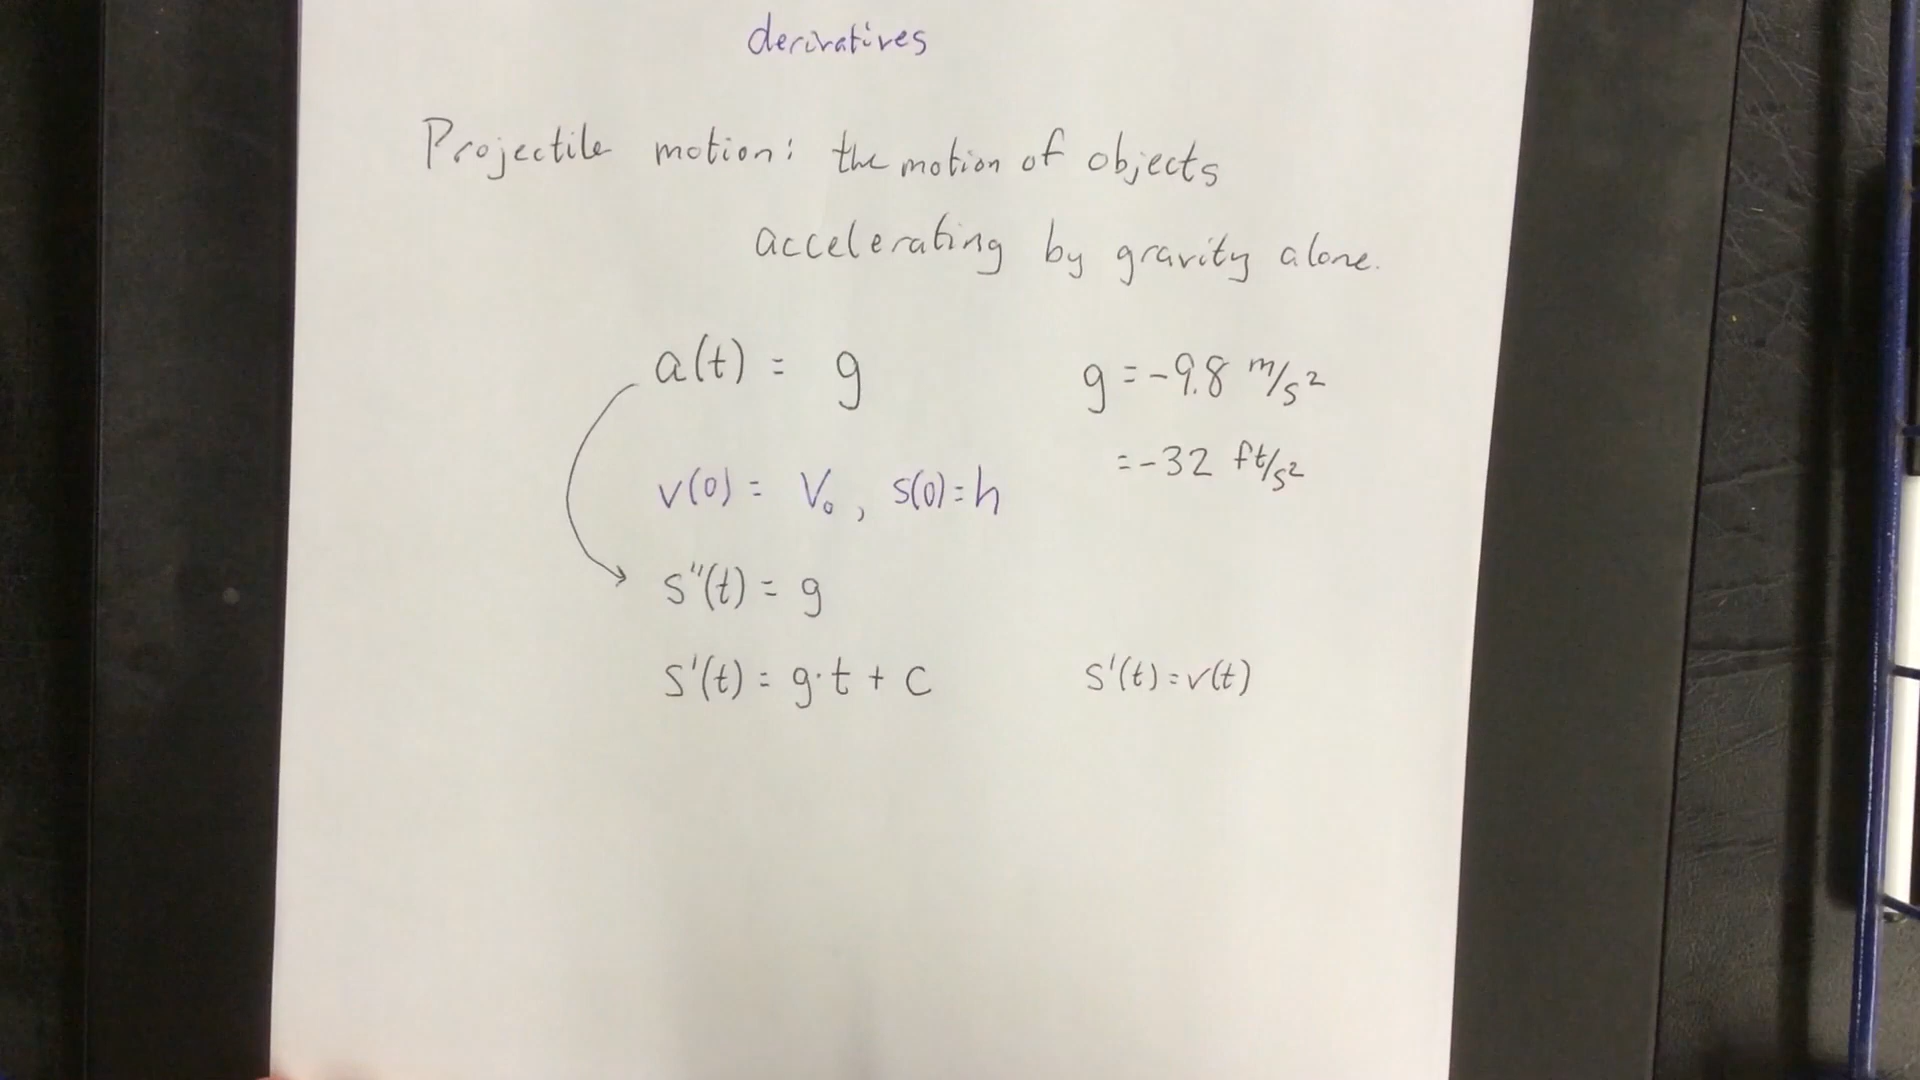 derivatives
Projectile motion: the motion of objects
accelerating by gravity alone.
a(t) = g
g = -9.8 m/s²
= -32 ft/s²
v(0) = V₀, s(0) = h
s''(t) = g
s'(t) = g·t + c
s'(t) = v(t)